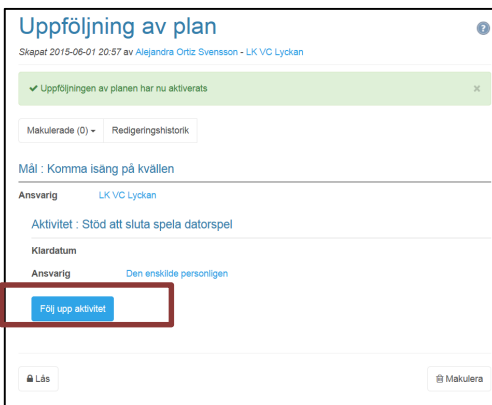 Uppföljning av plan
Skapat 2015-06-01 20:57 av Alejandra Ortiz Svensson - LK VC Lyckan
Uppföljningen av planen har nu aktiverats
Makulerade (0) Redigeringshistorik
Mål : Komma isäng på kvällen
Ansvarig LK VC Lyckan
Aktivitet : Stöd att sluta spela datorspel
Klardatum
Ansvarig Den enskilde personligen
Följ upp aktivitet
Lås Makulera